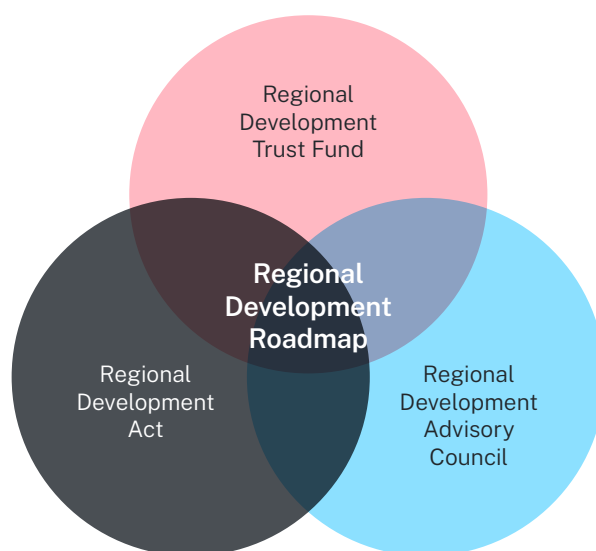 Regional
Development
Trust Fund
Regional
Development
Roadmap
Regional
Development
Act
Regional
Development
Advisory
Council